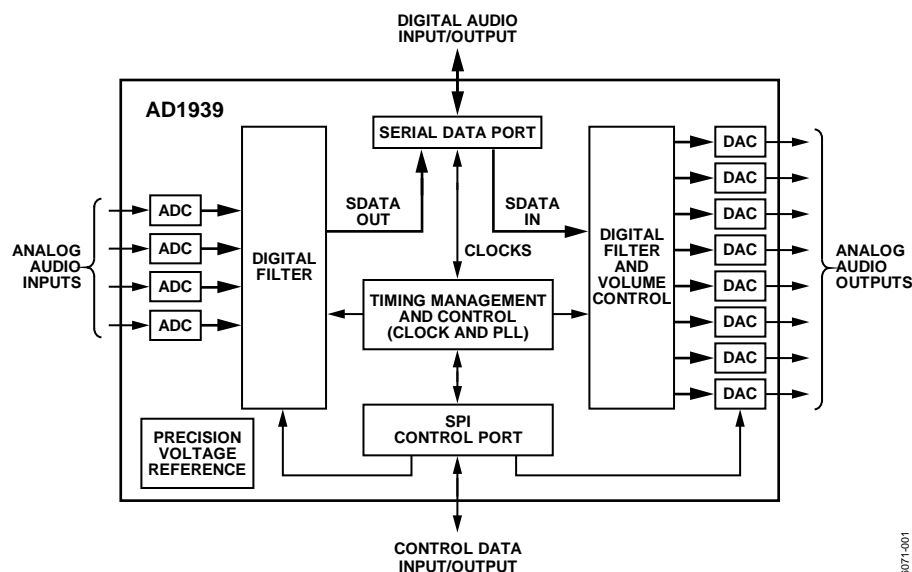 DIGITAL AUDIO
INPUT/OUTPUT
AD1939
SERIAL DATA PORT
SDATA
OUT
SDATA
IN
CLOCKS
ANALOG
AUDIO
INPUTS
ADC
ADC
ADC
ADC
DIGITAL
FILTER
TIMING MANAGEMENT
AND CONTROL
(CLOCK AND PLL)
DIGITAL
FILTER
AND
VOLUME
CONTROL
DAC
DAC
DAC
DAC
DAC
DAC
DAC
DAC
ANALOG
AUDIO
OUTPUTS
PRECISION
VOLTAGE
REFERENCE
SPI
CONTROL PORT
CONTROL DATA
INPUT/OUTPUT
6071-001